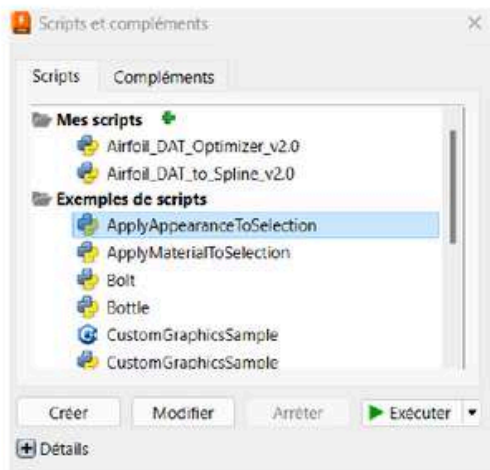 Scripts et compléments
Scripts Compléments
Mes scripts
Airfoil_DAT_Optimizer_v2.0
Airfoil_DAT_to_Spline_v2.0
Exemples de scripts
ApplyAppearanceToSelection
ApplyMaterialToSelection
Bolt
Bottle
CustomGraphicsSample
CustomGraphicsSample
Créer Modifier Arrêter Exécuter
Détails